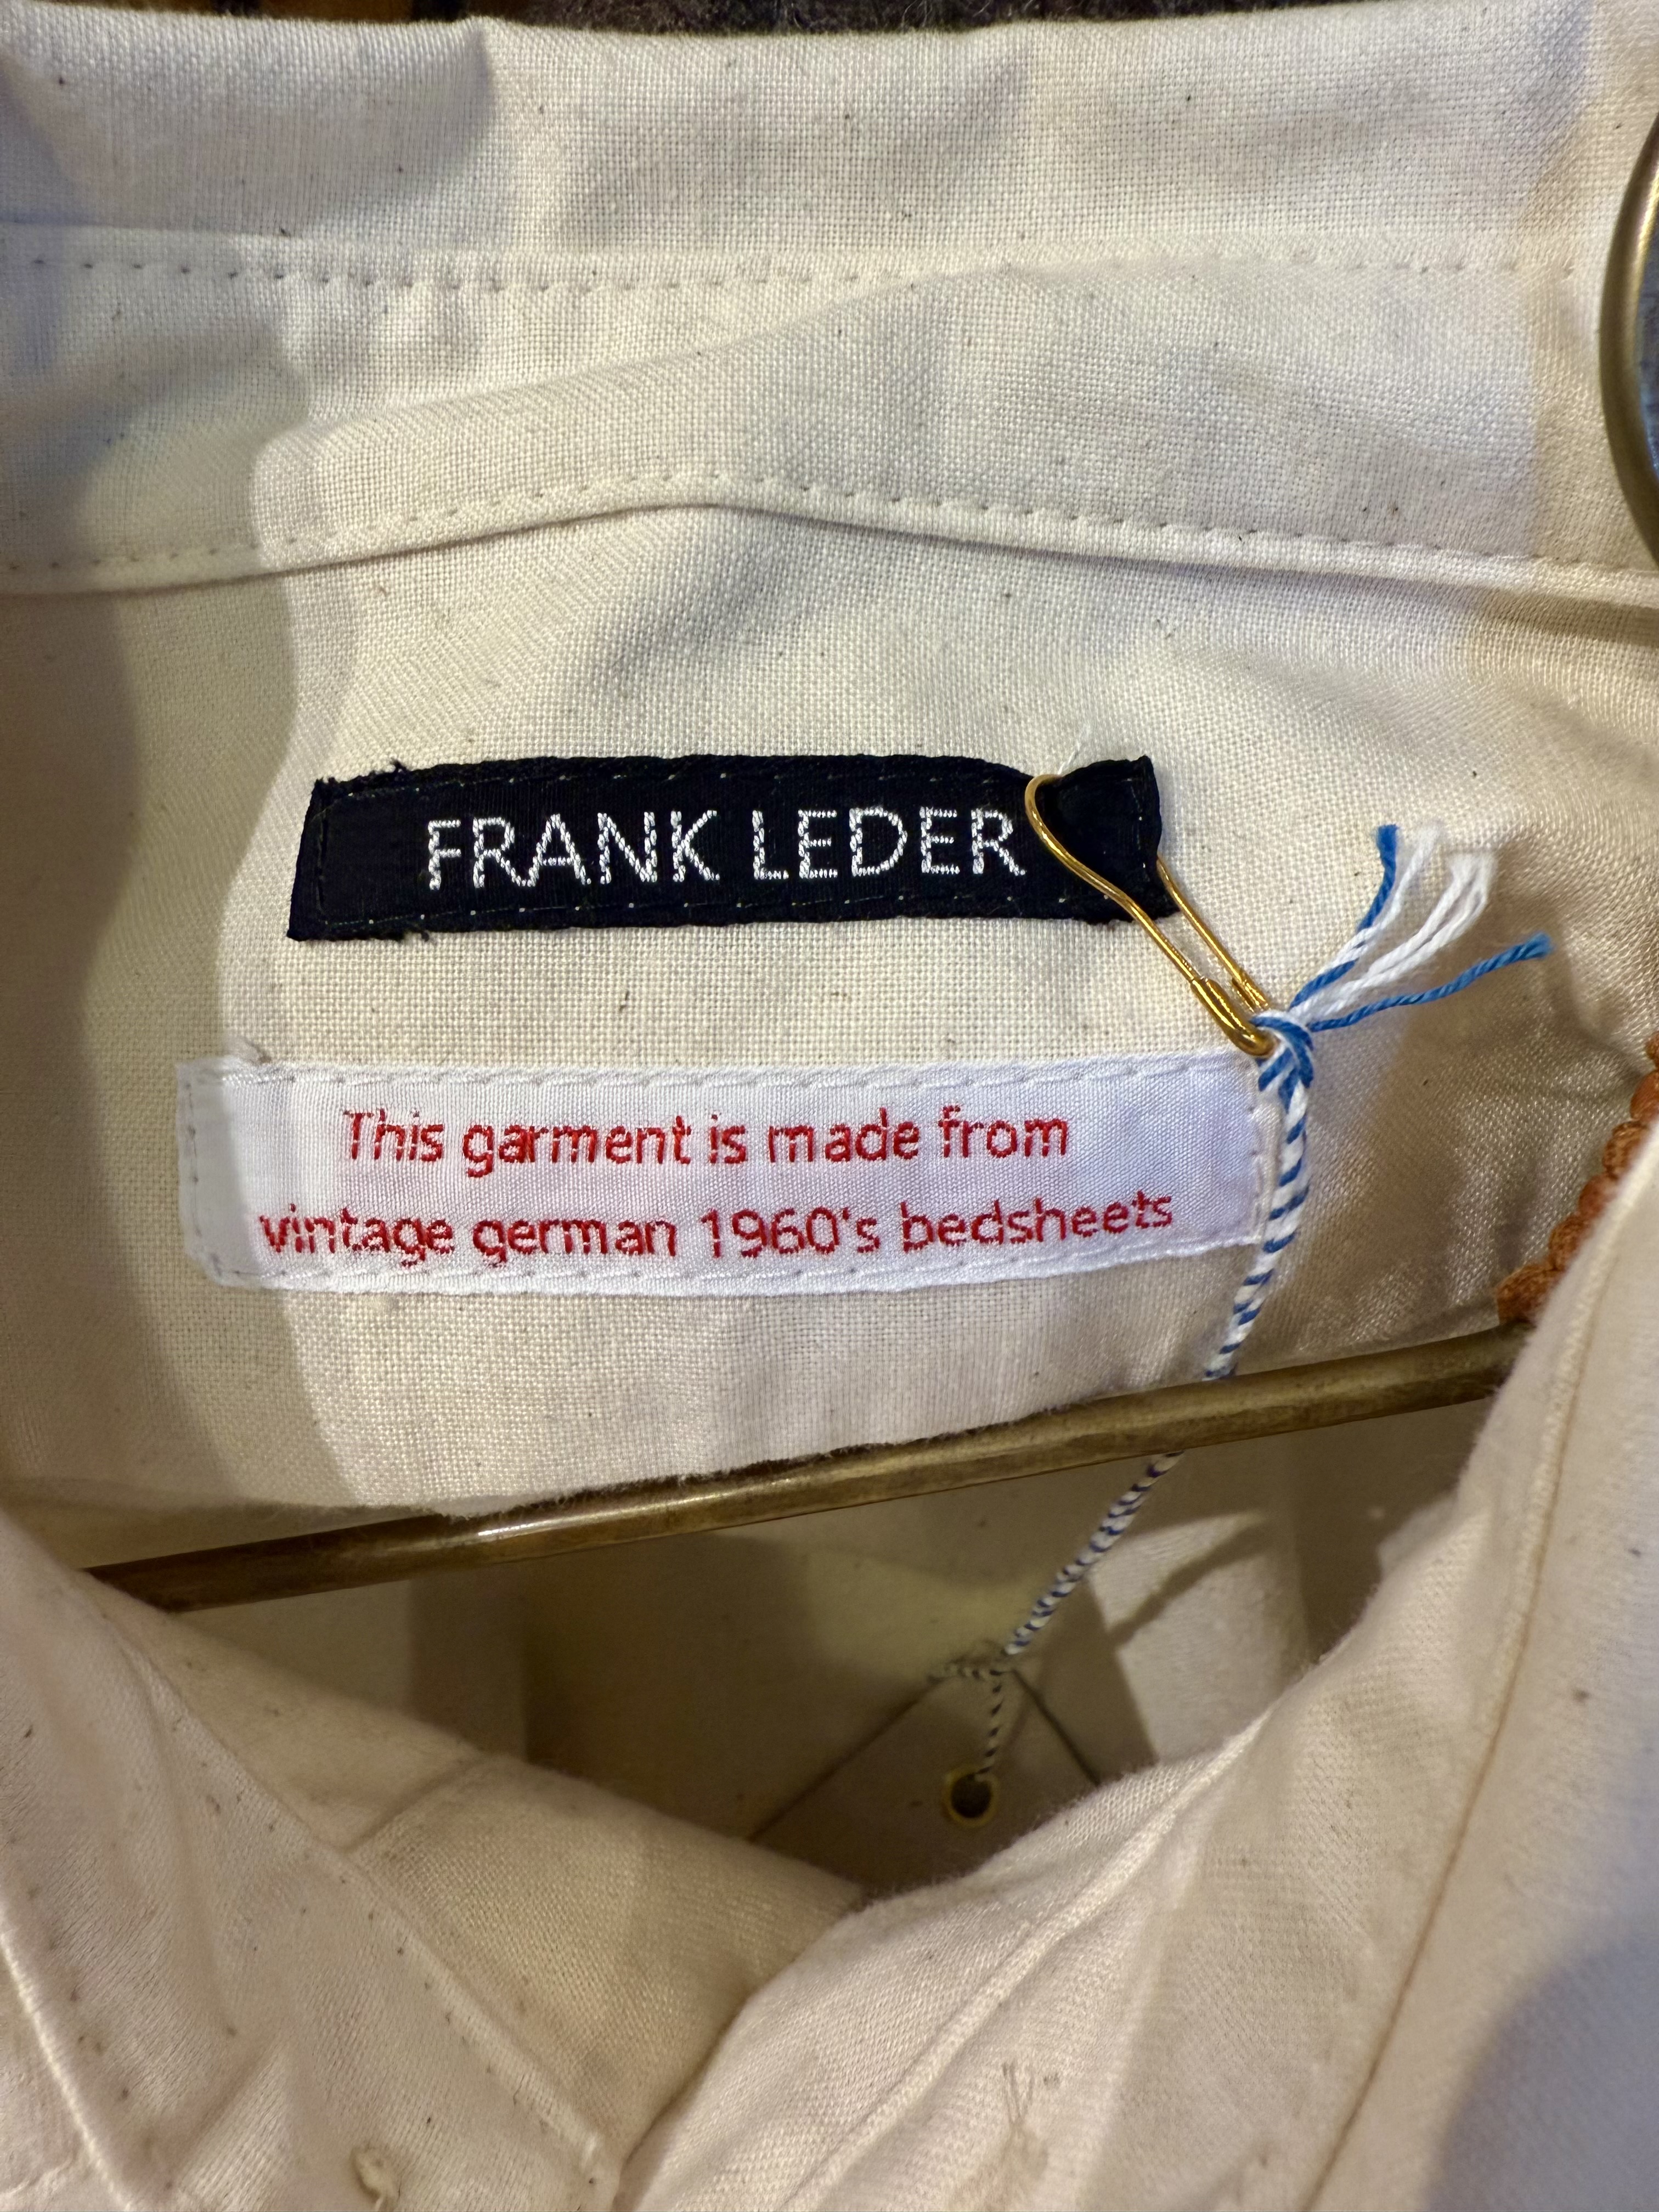 FRANK LEDER
This garment is made from
vintage german 1960's bedsheets